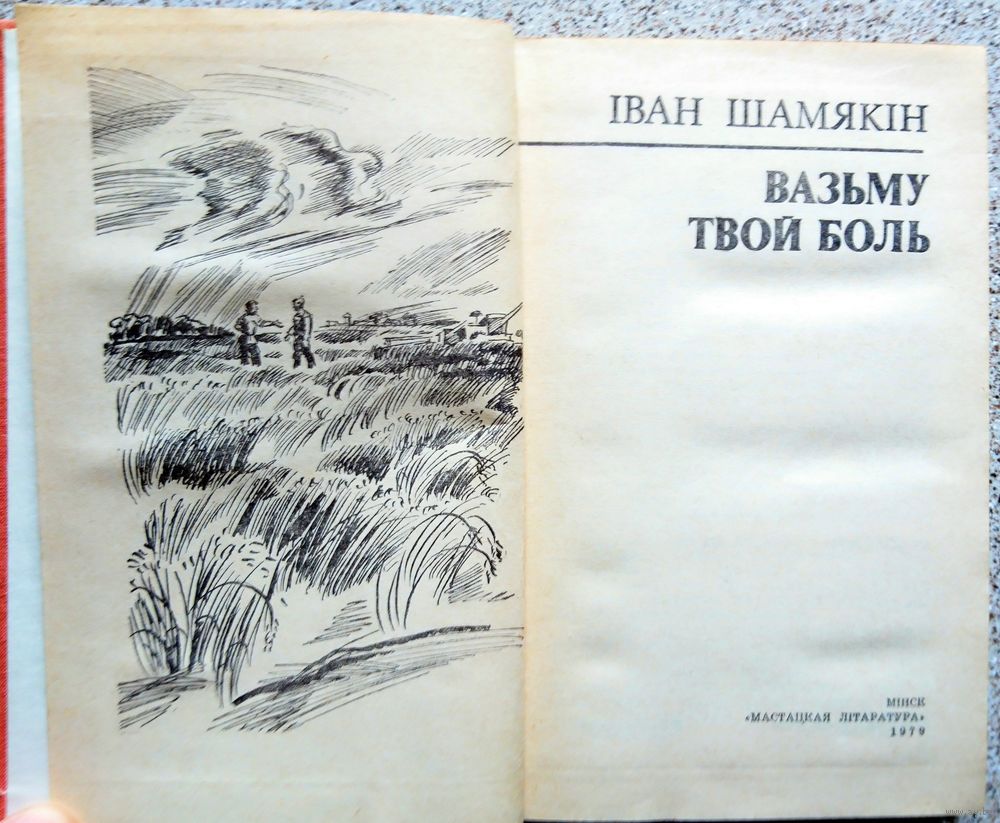 ІВАН ШАМЯКІН
ВАЗЬМУ
ТВОЙ БОЛЬ
МІНСК
«МАСТАЦКАЯ ЛІТАРАТУРА»
1979